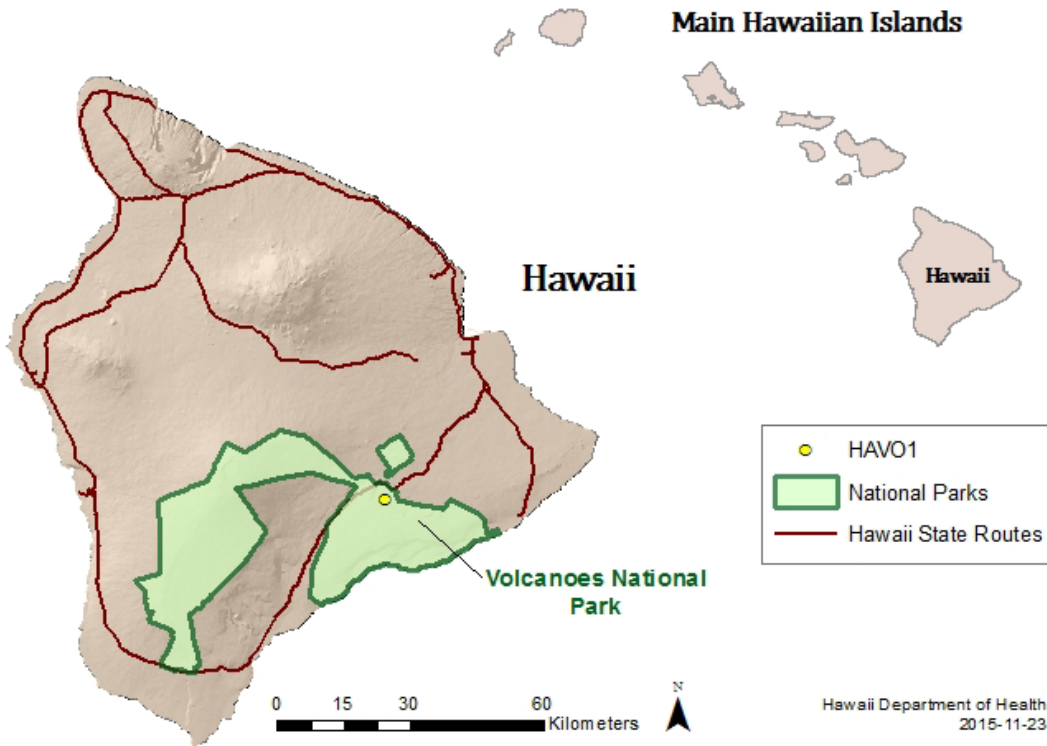 Main Hawaiian Islands
Hawaii
Hawaii
HAVO1
National Parks
Hawaii State Routes
Volcanoes National
Park
0 15 30 60
Kilometers
N
Hawaii Department of Health
2015-11-23